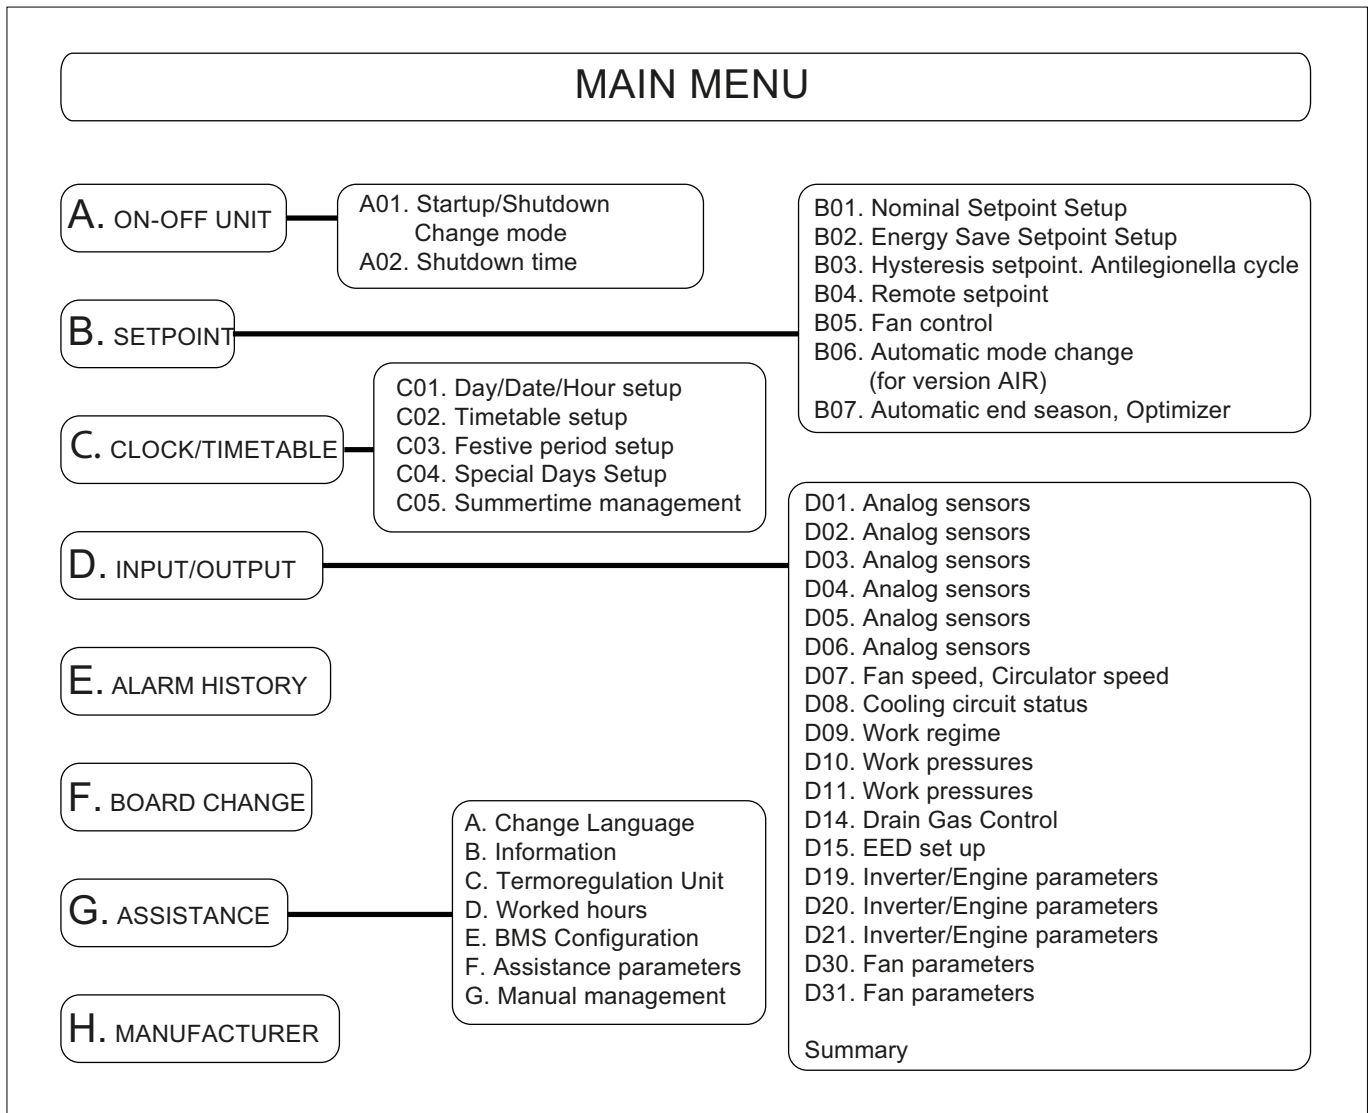 MAIN MENU
A. ON-OFF UNIT
A01. Startup/Shutdown
Change mode
A02. Shutdown time
B. SETPOINT
B01. Nominal Setpoint Setup
B02. Energy Save Setpoint Setup
B03. Hysteresis setpoint. Antilegionella cycle
B04. Remote setpoint
B05. Fan control
B06. Automatic mode change
(for version AIR)
B07. Automatic end season, Optimizer
C. CLOCK/TIMETABLE
C01. Day/Date/Hour setup
C02. Timetable setup
C03. Festive period setup
C04. Special Days Setup
C05. Summertime management
D. INPUT/OUTPUT
D01. Analog sensors
D02. Analog sensors
D03. Analog sensors
D04. Analog sensors
D05. Analog sensors
D06. Analog sensors
D07. Fan speed, Circulator speed
D08. Cooling circuit status
D09. Work regime
D10. Work pressures
D11. Work pressures
D14. Drain Gas Control
D15. EED set up
D19. Inverter/Engine parameters
D20. Inverter/Engine parameters
D21. Inverter/Engine parameters
D30. Fan parameters
D31. Fan parameters
Summary
E. ALARM HISTORY
F. BOARD CHANGE
G. ASSISTANCE
A. Change Language
B. Information
C. Termoregulation Unit
D. Worked hours
E. BMS Configuration
F. Assistance parameters
G. Manual management
H. MANUFACTURER